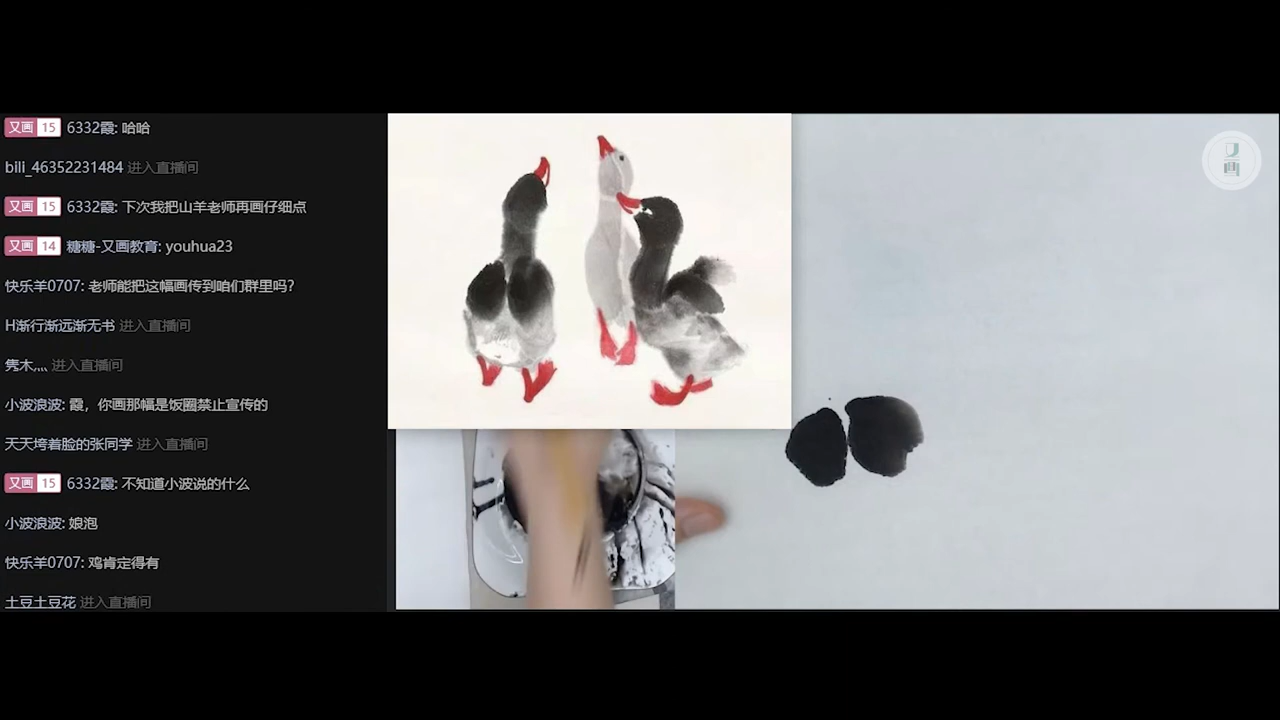 又画 15 6332霞: 哈哈
bili_46352231484 进入直播间
又画 15 6332霞: 下次我把山羊老师再画仔细点
又画 14 糖糖-又画教育: youhua23
快乐羊0707: 老师能把这幅画传到咱们群里吗?
H渐行渐远渐无书 进入直播间
隽木灬 进入直播间
小波浪波: 霞，你画那幅是饭圈禁止宣传的
天天垮着脸的张同学 进入直播间
又画 15 6332霞: 不知道小波说的什么
小波浪波: 娘泡
快乐羊0707: 鸡肯定得有
土豆土豆花 进入直播间
又画